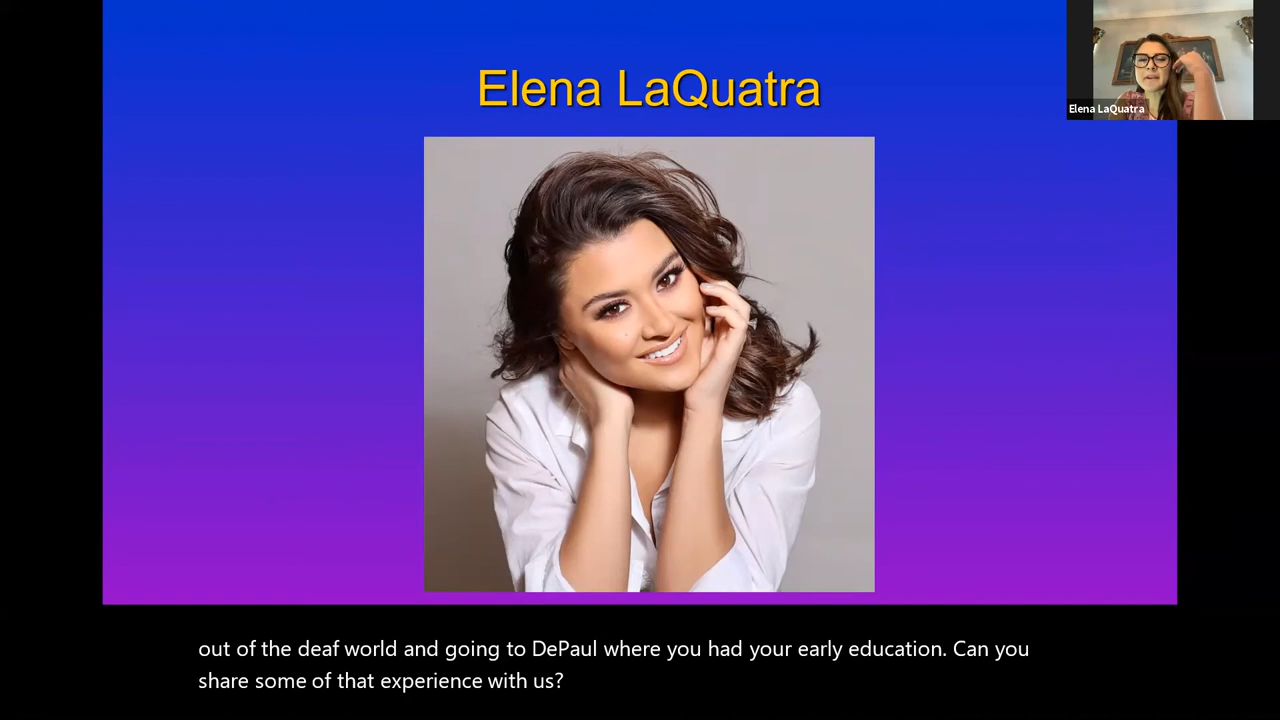 Elena LaQuatra
Elena LaQuatra
out of the deaf world and going to DePaul where you had your early education. Can you
share some of that experience with us?